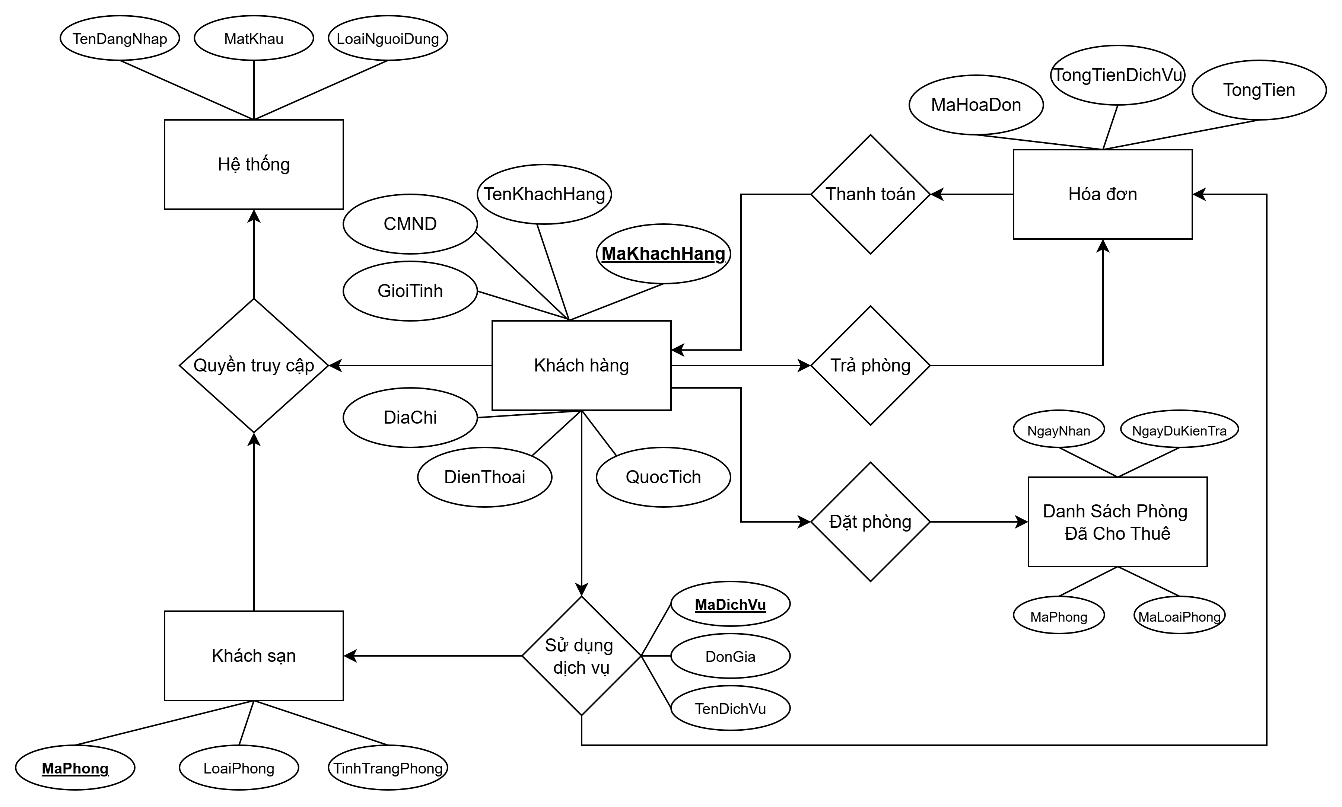 TenDangNhap
MatKhau
LoaiNguoiDung
Hệ thống
MaHoaDon
TongTienDichVu
TongTien
Thanh toán
Hóa đơn
CMND
TenKhachHang
MaKhachHang
GioiTinh
Quyền truy cập
Khách hàng
Trả phòng
DiaChi
DienThoai
QuocTich
NgayNhan
NgayDuKienTra
Đặt phòng
Danh Sách Phòng
Đã Cho Thuê
MaPhong
MaLoaiPhong
MaDichVu
Sử dụng
dịch vụ
DonGia
TenDichVu
Khách sạn
MaPhong
LoaiPhong
TinhTrangPhong